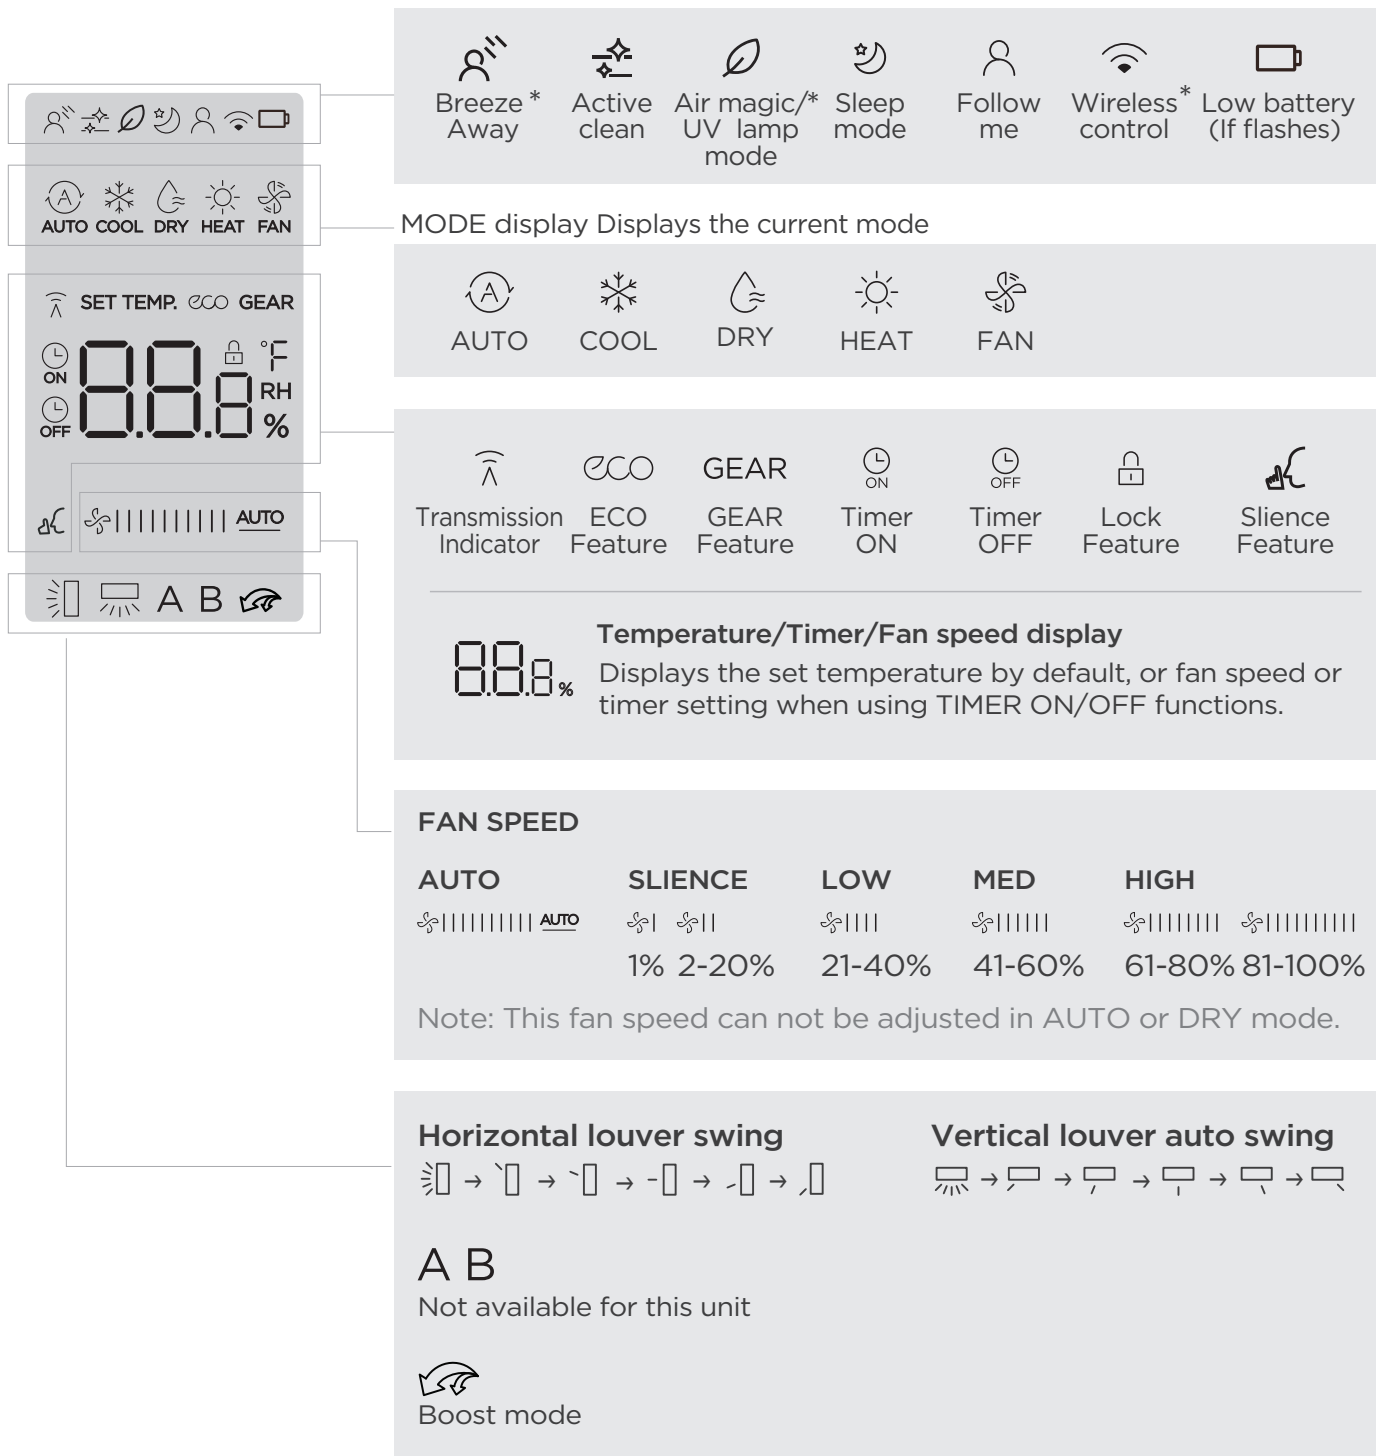 Breeze * Active Air magic/* Sleep Follow Wireless* Low battery
Away clean UV lamp mode me control (If flashes)
mode
AUTO COOL DRY HEAT FAN
MODE display Displays the current mode
AUTO COOL DRY HEAT FAN
SET TEMP. eco GEAR
ON
88.8 °F
RH
OFF
%
AUTO
A B
eco GEAR ON OFF
Transmission ECO GEAR Timer Timer Lock Slience
Indicator Feature Feature ON OFF Feature Feature
Temperature/Timer/Fan speed display
88.8 %
Displays the set temperature by default, or fan speed or
timer setting when using TIMER ON/OFF functions.
FAN SPEED
AUTO SLIENCE LOW MED HIGH
AUTO
1% 2-20% 21-40% 41-60% 61-80% 81-100%
Note: This fan speed can not be adjusted in AUTO or DRY mode.
Horizontal louver swing Vertical louver auto swing
A B
Not available for this unit
Boost mode